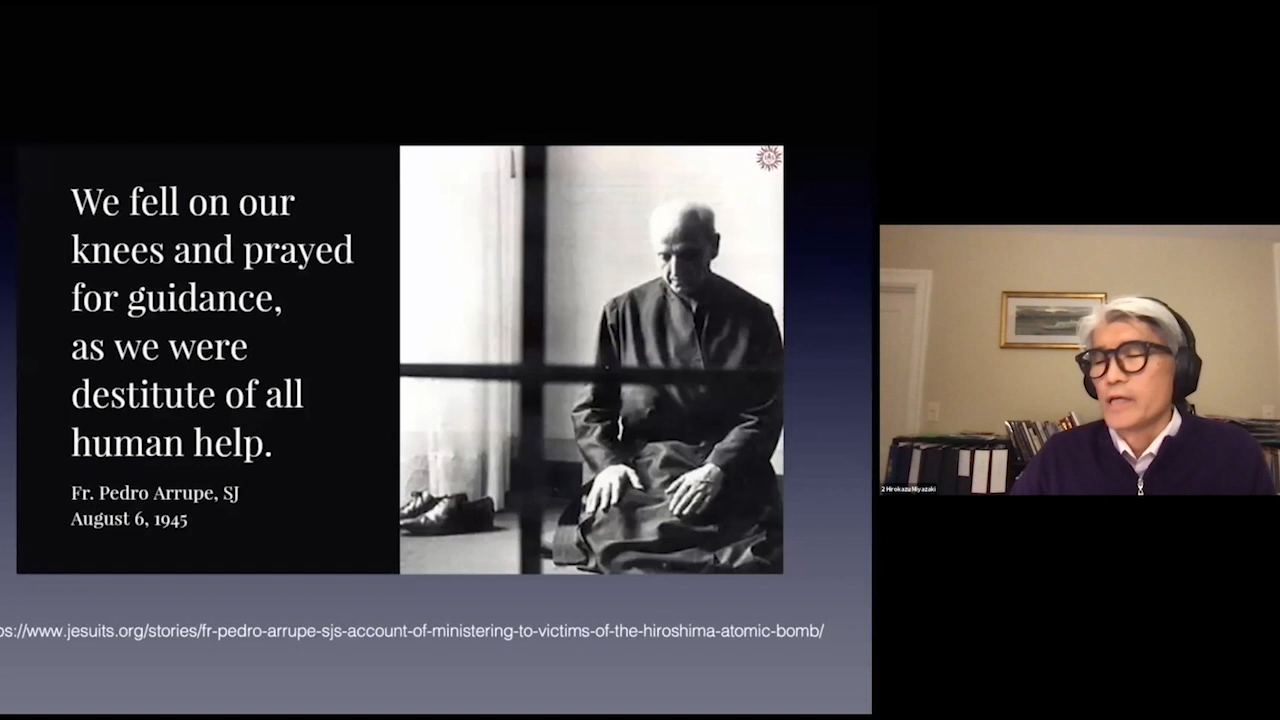 We fell on our
knees and prayed
for guidance,
as we were
destitute of all
human help.
Fr. Pedro Arrupe, SJ
August 6, 1945
ps://www.jesuits.org/stories/fr-pedro-arrupe-sjs-account-of-ministering-to-victims-of-the-hiroshima-atomic-bomb/
2 Hirokazu Miyazaki